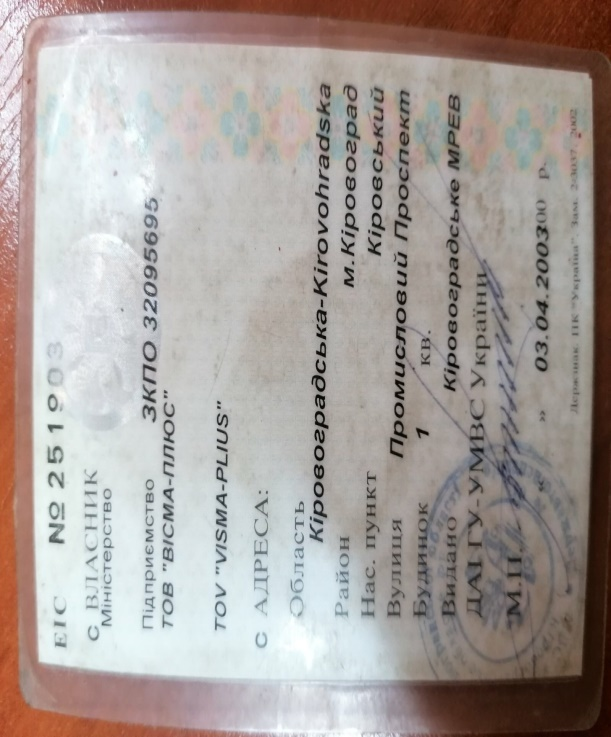 ЕІС № 251903
С ВЛАСНИК
Міністерство
Підприємство ЗКПО 32095695
ТОВ "ВІСМА-ПЛЮС"
TOV "VISMA-PLIUS"
С АДРЕСА:
Область
Кіровоградська-Kirovohradska
Район м.Кіровоград
Нас. пункт Кіровський
Вулиця Промисловий Проспект
Будинок 1 кв.
Видано Кіровоградське МРЕВ
ДАІ ГУ-УМВС України
М.П. « » 03.04.200300 р.
Держзнак. ПК "Україна". Зам. 2-3037. 2002